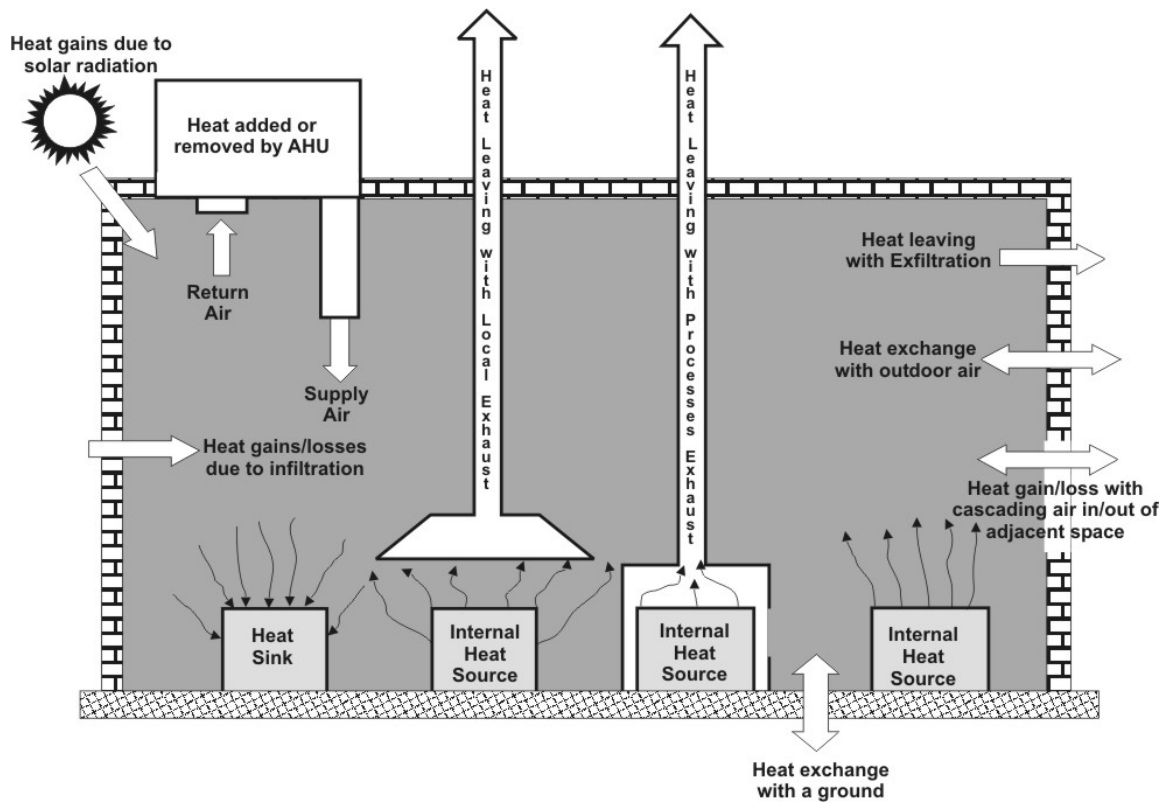 Heat gains due to
solar radiation
Heat added or
removed by AHU
Return
Air
Supply
Air
Heat gains/losses
due to infiltration
Heat Leaving with Local Exhaust
Heat Leaving with Processes Exhaust
Heat leaving
with Exfiltration
Heat exchange
with outdoor air
Heat gain/loss with
cascading air in/out of
adjacent space
Heat
Sink
Internal
Heat
Source
Internal
Heat
Source
Internal
Heat
Source
Heat exchange
with a ground